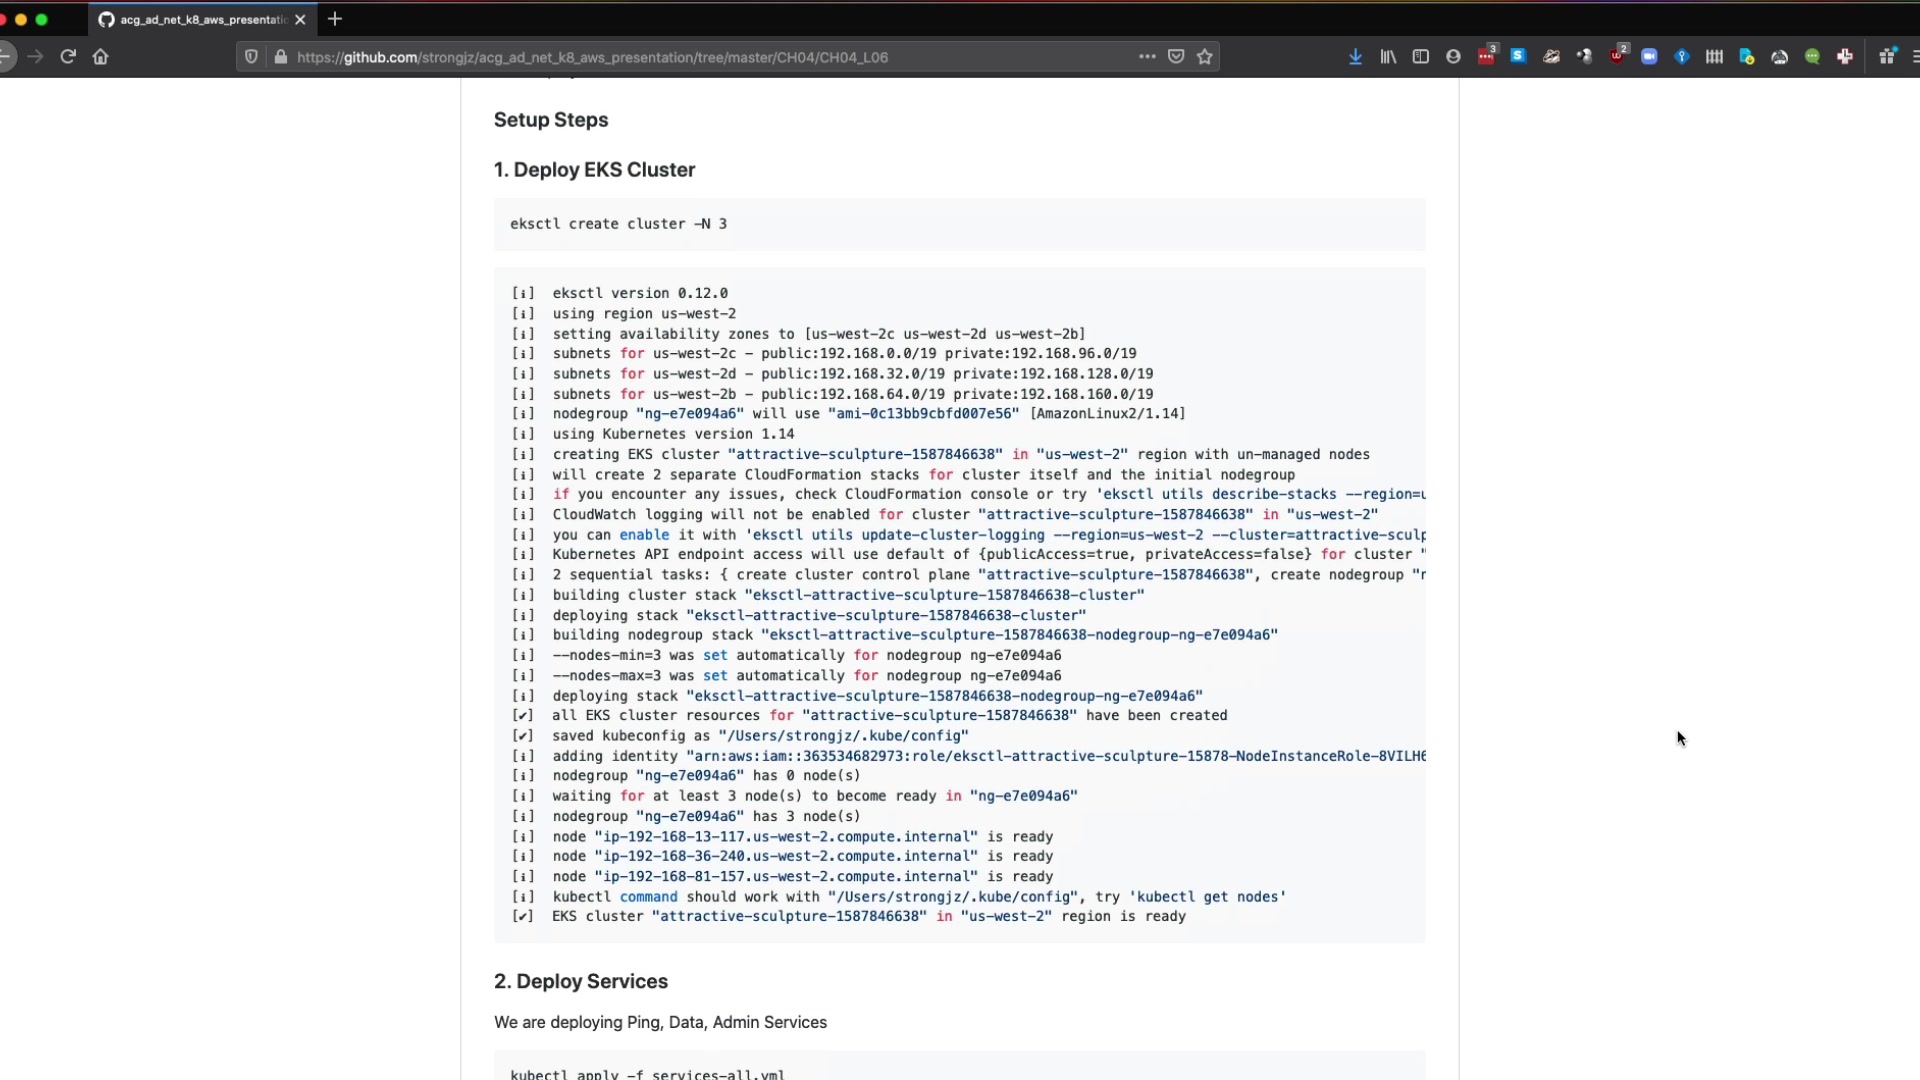 acg_ad_net_k8_aws_presentatio
https://github.com/strongjz/acg_ad_net_k8_aws_presentation/tree/master/CH04/CH04_L06
3
2
Setup Steps
1. Deploy EKS Cluster
eksctl create cluster -N 3
[i] eksctl version 0.12.0
[i] using region us-west-2
[i] setting availability zones to [us-west-2c us-west-2d us-west-2b]
[i] subnets for us-west-2c - public:192.168.0.0/19 private:192.168.96.0/19
[i] subnets for us-west-2d - public:192.168.32.0/19 private:192.168.128.0/19
[i] subnets for us-west-2b - public:192.168.64.0/19 private:192.168.160.0/19
[i] nodegroup "ng-e7e094a6" will use "ami-0c13bb9cbfd007e56" [AmazonLinux2/1.14]
[i] using Kubernetes version 1.14
[i] creating EKS cluster "attractive-sculpture-1587846638" in "us-west-2" region with un-managed nodes
[i] will create 2 separate CloudFormation stacks for cluster itself and the initial nodegroup
[i] if you encounter any issues, check CloudFormation console or try 'eksctl utils describe-stacks --region=u
[i] CloudWatch logging will not be enabled for cluster "attractive-sculpture-1587846638" in "us-west-2"
[i] you can enable it with 'eksctl utils update-cluster-logging --region=us-west-2 --cluster=attractive-sculp
[i] Kubernetes API endpoint access will use default of {publicAccess=true, privateAccess=false} for cluster "
[i] 2 sequential tasks: { create cluster control plane "attractive-sculpture-1587846638", create nodegroup "n
[i] building cluster stack "eksctl-attractive-sculpture-1587846638-cluster"
[i] deploying stack "eksctl-attractive-sculpture-1587846638-cluster"
[i] building nodegroup stack "eksctl-attractive-sculpture-1587846638-nodegroup-ng-e7e094a6"
[i] --nodes-min=3 was set automatically for nodegroup ng-e7e094a6
[i] --nodes-max=3 was set automatically for nodegroup ng-e7e094a6
[i] deploying stack "eksctl-attractive-sculpture-1587846638-nodegroup-ng-e7e094a6"
[✔] all EKS cluster resources for "attractive-sculpture-1587846638" have been created
[✔] saved kubeconfig as "/Users/strongjz/.kube/config"
[i] adding identity "arn:aws:iam::363534682973:role/eksctl-attractive-sculpture-15878-NodeInstanceRole-8VILH6
[i] nodegroup "ng-e7e094a6" has 0 node(s)
[i] waiting for at least 3 node(s) to become ready in "ng-e7e094a6"
[i] nodegroup "ng-e7e094a6" has 3 node(s)
[i] node "ip-192-168-13-117.us-west-2.compute.internal" is ready
[i] node "ip-192-168-36-240.us-west-2.compute.internal" is ready
[i] node "ip-192-168-81-157.us-west-2.compute.internal" is ready
[i] kubectl command should work with "/Users/strongjz/.kube/config", try 'kubectl get nodes'
[✔] EKS cluster "attractive-sculpture-1587846638" in "us-west-2" region is ready
2. Deploy Services
We are deploying Ping, Data, Admin Services
kubectl apply -f services-all.yml